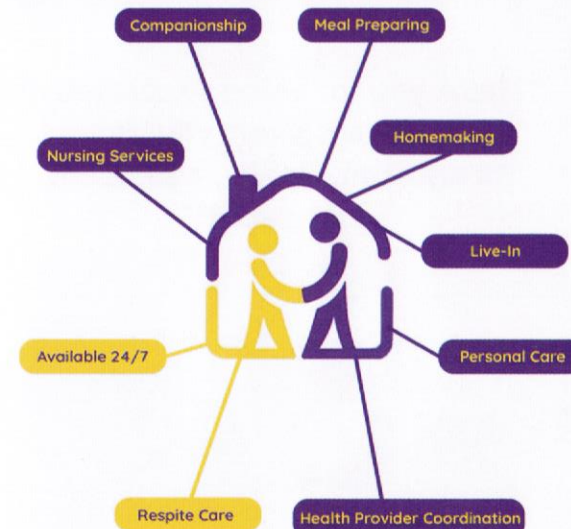 Companionship
Meal Preparing
Homemaking
Nursing Services
Live-In
Available 24/7
Personal Care
Respite Care
Health Provider Coordination